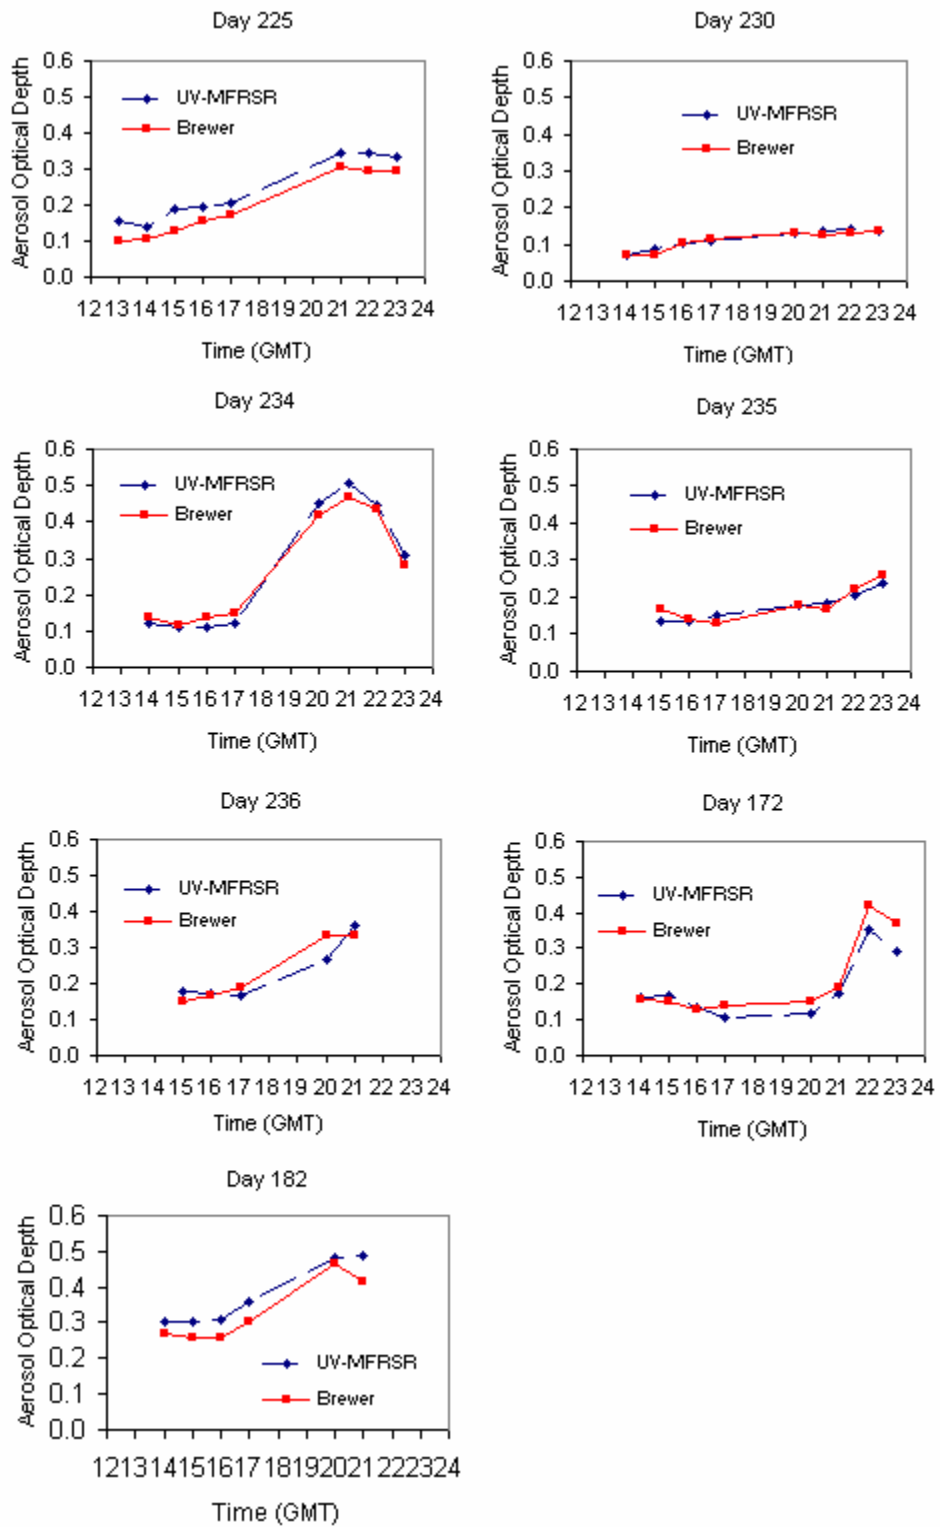 Day 225
0.6
0.5
0.4
0.3
0.2
0.1
0.0
Aerosol Optical Depth
UV-MFRSR
Brewer
12 13 14 15 16 17 18 19 20 21 22 23 24
Time (GMT)
Day 230
0.6
0.5
0.4
0.3
0.2
0.1
0.0
Aerosol Optical Depth
UV-MFRSR
Brewer
12 13 14 15 16 17 18 19 20 21 22 23 24
Time (GMT)
Day 234
0.6
0.5
0.4
0.3
0.2
0.1
0.0
Aerosol Optical Depth
UV-MFRSR
Brewer
12 13 14 15 16 17 18 19 20 21 22 23 24
Time (GMT)
Day 235
0.6
0.5
0.4
0.3
0.2
0.1
0.0
Aerosol Optical Depth
UV-MFRSR
Brewer
12 13 14 15 16 17 18 19 20 21 22 23 24
Time (GMT)
Day 236
0.6
0.5
0.4
0.3
0.2
0.1
0.0
Aerosol Optical Depth
UV-MFRSR
Brewer
12 13 14 15 16 17 18 19 20 21 22 23 24
Time (GMT)
Day 172
0.6
0.5
0.4
0.3
0.2
0.1
0.0
Aerosol Optical Depth
UV-MFRSR
Brewer
12 13 14 15 16 17 18 19 20 21 22 23 24
Time (GMT)
Day 182
0.6
0.5
0.4
0.3
0.2
0.1
0.0
Aerosol Optical Depth
UV-MFRSR
Brewer
12 13 14 15 16 17 18 19 20 21 22 23 24
Time (GMT)